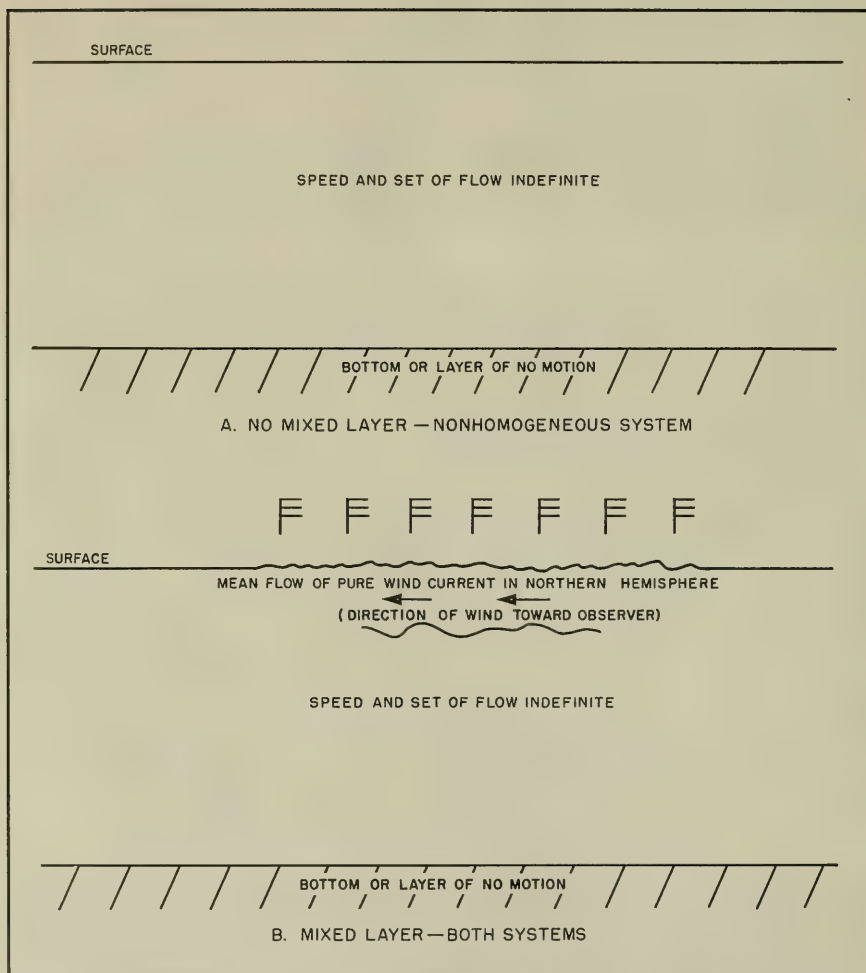 SURFACE
SPEED AND SET OF FLOW INDEFINITE
BOTTOM OR LAYER OF NO MOTION
A. NO MIXED LAYER — NONHOMOGENEOUS SYSTEM
SURFACE
MEAN FLOW OF PURE WIND CURRENT IN NORTHERN HEMISPHERE
(DIRECTION OF WIND TOWARD OBSERVER)
SPEED AND SET OF FLOW INDEFINITE
BOTTOM OR LAYER OF NO MOTION
B. MIXED LAYER — BOTH SYSTEMS